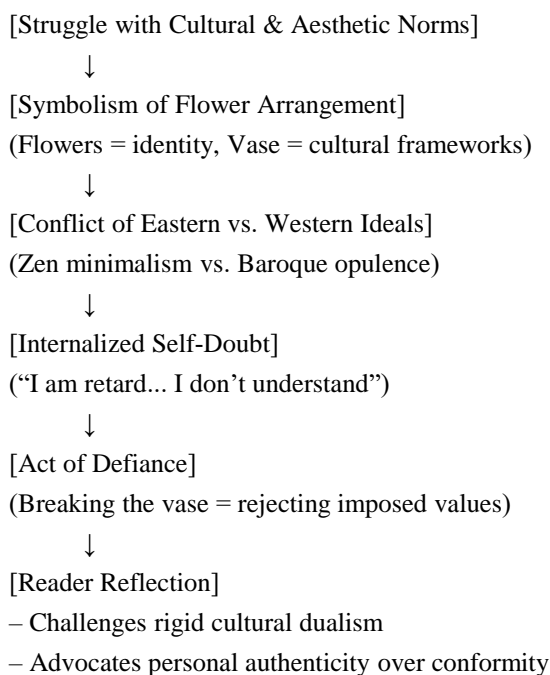 [Struggle with Cultural & Aesthetic Norms]
↓
[Symbolism of Flower Arrangement]
(Flowers = identity, Vase = cultural frameworks)
↓
[Conflict of Eastern vs. Western Ideals]
(Zen minimalism vs. Baroque opulence)
↓
[Internalized Self-Doubt]
(“I am retard... I don’t understand”)
↓
[Act of Defiance]
(Breaking the vase = rejecting imposed values)
↓
[Reader Reflection]
– Challenges rigid cultural dualism
– Advocates personal authenticity over conformity